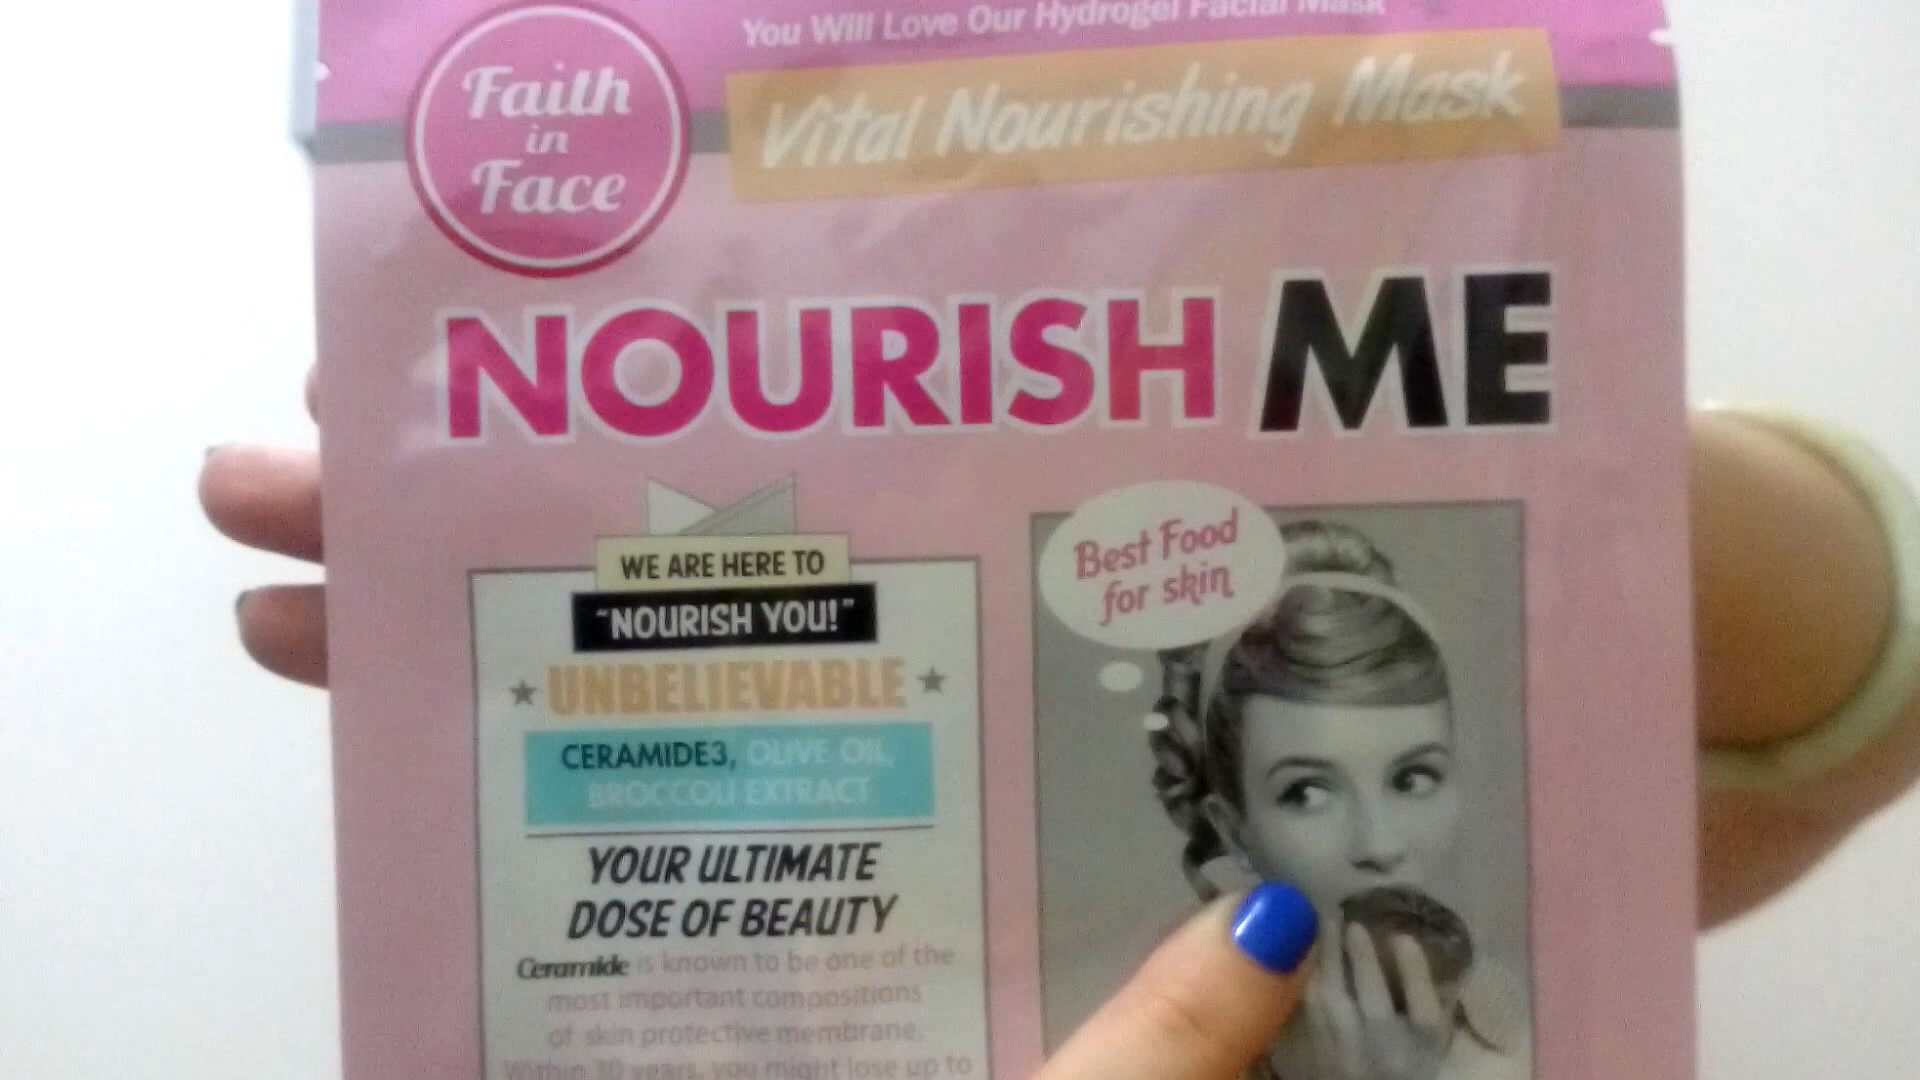 You Will Love Our Hydrogel Facial Mask
Faith
in
Face
Vital Nourishing Mask
NOURISH ME
WE ARE HERE TO
"NOURISH YOU!"
UNBELIEVABLE
CERAMIDE3, OLIVE OIL,
BROCCOLI EXTRACT
YOUR ULTIMATE
DOSE OF BEAUTY
Ceramide is known to be one of the
most important compositions
of skin protective membrane.
Within 30 years, you might lose up to
Best Food
for skin